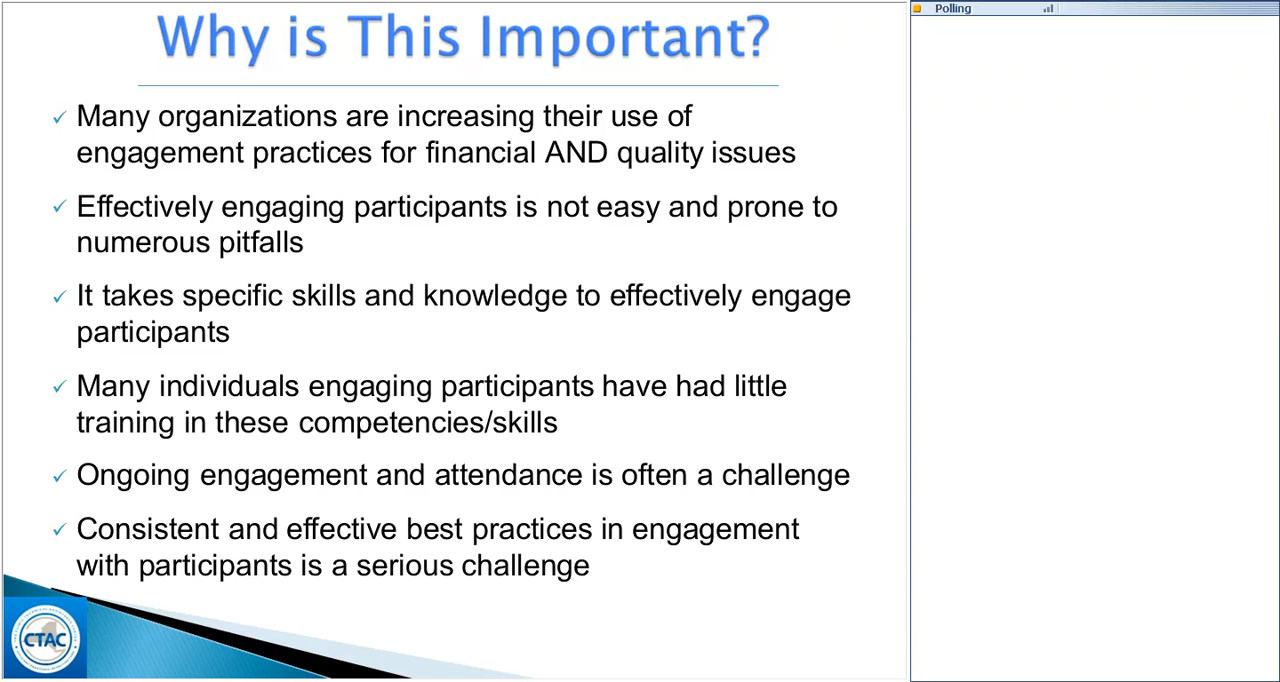 Why is This Important?
Many organizations are increasing their use of
engagement practices for financial AND quality issues
Effectively engaging participants is not easy and prone to
numerous pitfalls
It takes specific skills and knowledge to effectively engage
participants
Many individuals engaging participants have had little
training in these competencies/skills
Ongoing engagement and attendance is often a challenge
Consistent and effective best practices in engagement
with participants is a serious challenge
CTAC
Polling